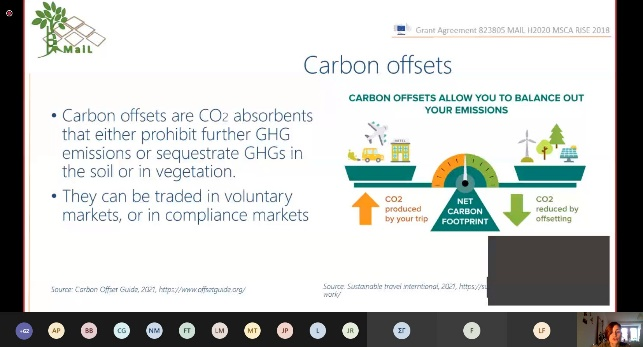 MaIL
Grant Agreement 823805 MAIL H2020 MSCA RISE 2018
Carbon offsets
• Carbon offsets are CO2 absorbents
that either prohibit further GHG
emissions or sequestrate GHGs in
the soil or in vegetation.
• They can be traded in voluntary
markets, or in compliance markets
CARBON OFFSETS ALLOW YOU TO BALANCE OUT
YOUR EMISSIONS
CO2
produced
by your trip
NET
CARBON
FOOTPRINT
CO2
reduced by
offsetting
Source: Carbon Offset Guide, 2021, https://www.offsetguide.org/
Source: Sustainable travel interntional, 2021, https://su
work/
+62 AP BB CG NM FT LM MT JP L JR ΣΓ F LF